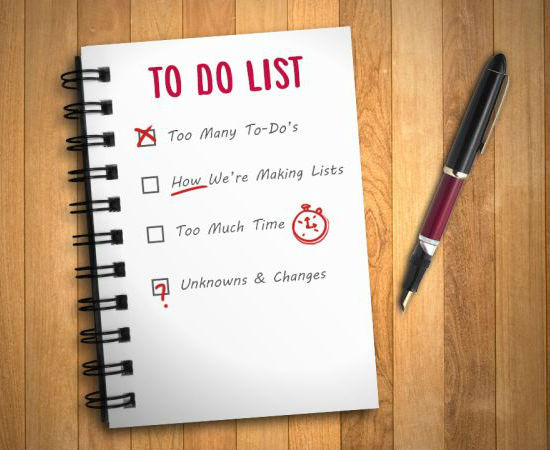 TO DO LIST
Too Many To-Do's
How We're Making Lists
Too Much Time
?
Unknowns & Changes